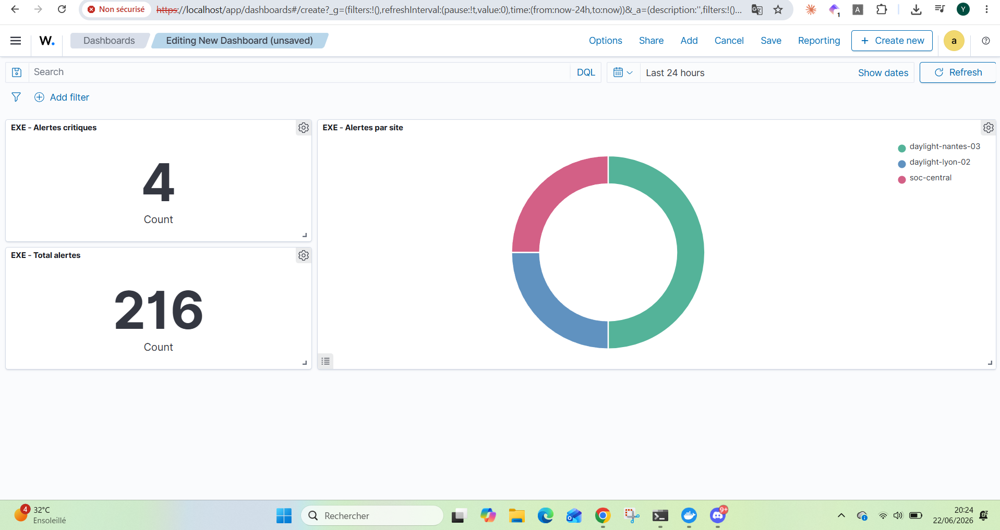 Non sécurisé
https://localhost/app/dashboards#/create?_g=(filters:!(),refreshInterval:(pause:!t,value:0),time:(from:now-24h,to:now))&_a=(description:'',filters:!()...
1
A
Y
W.
Dashboards
Editing New Dashboard (unsaved)
Options
Share
Add
Cancel
Save
Reporting
+ Create new
a
?
Search
DQL
Last 24 hours
Show dates
Refresh
Add filter
EXE - Alertes critiques
4
Count
EXE - Total alertes
216
Count
EXE - Alertes par site
daylight-nantes-03
daylight-lyon-02
soc-central
4
32°C
Ensoleillé
Rechercher
9+
20:24
22/06/2026